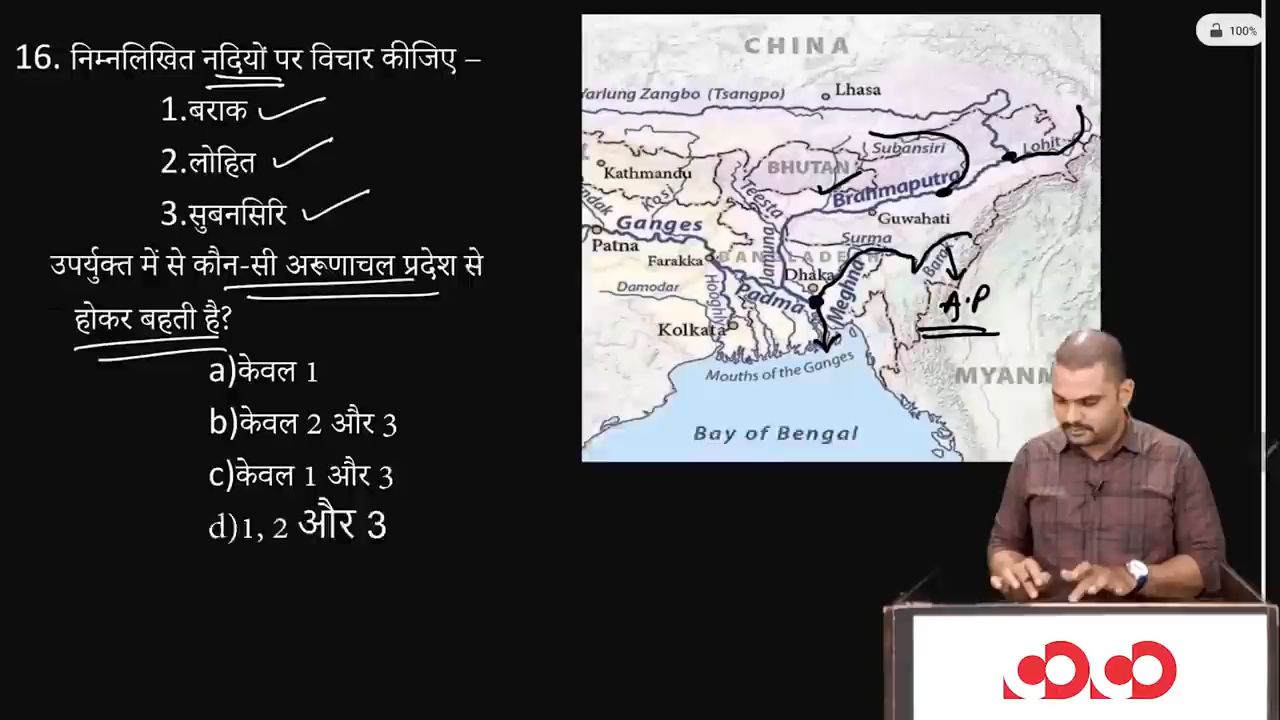 16. निम्नलिखित नदियों पर विचार कीजिए –
1.बराक
2.लोहित
3.सुबनसिरि
उपर्युक्त में से कौन-सी अरूणाचल प्रदेश से
होकर बहती है?
a)केवल 1
b)केवल 2 और 3
c)केवल 1 और 3
d)1, 2 और 3
100%
CHINA
Yarlung Zangbo (Tsangpo)
Lhasa
Subansiri
Lohit
BHUTAN
Kathmandu
Kosi
Teesta
Brahmaputra
Ganges
Guwahati
Patna
Surma
Farakka
BANGLADESH
Jamuna
Dhaka
Damodar
Hooghly
Padma
Meghna
A.P
Kolkata
Mouths of the Ganges
Bay of Bengal